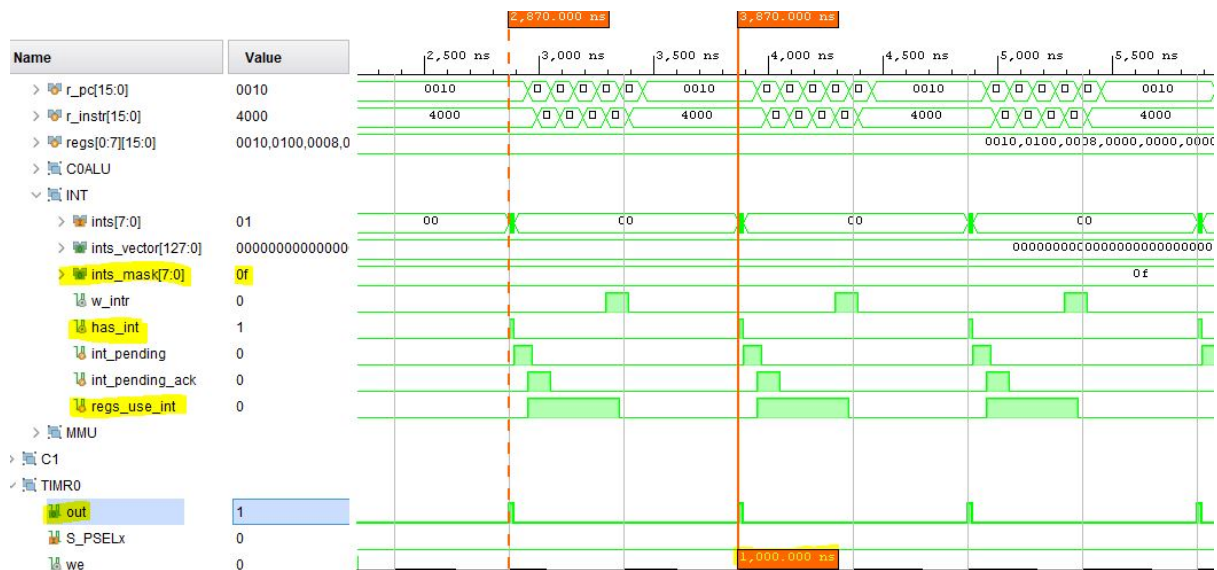 2,870.000 ns 3,870.000 ns
Name Value 2,500 ns 3,000 ns 3,500 ns 4,000 ns 4,500 ns 5,000 ns 5,500 ns
r_pc[15:0] 0010 0010 0010 0010 0010
r_instr[15:0] 4000 4000 4000 4000 4000
regs[0:7][15:0] 0010,0100,0008,0 0010,0100,0008,0000,0000,0000
C0ALU
INT
ints[7:0] 01 00 00 00 00
ints_vector[127:0] 00000000000000
ints_mask[7:0] 0f 0f
w_intr 0
has_int 1
int_pending 0
int_pending_ack 0
regs_use_int 0
MMU
C1
TIMR0
out 1
S_PSELx 0
1,000.000 ns
we 0